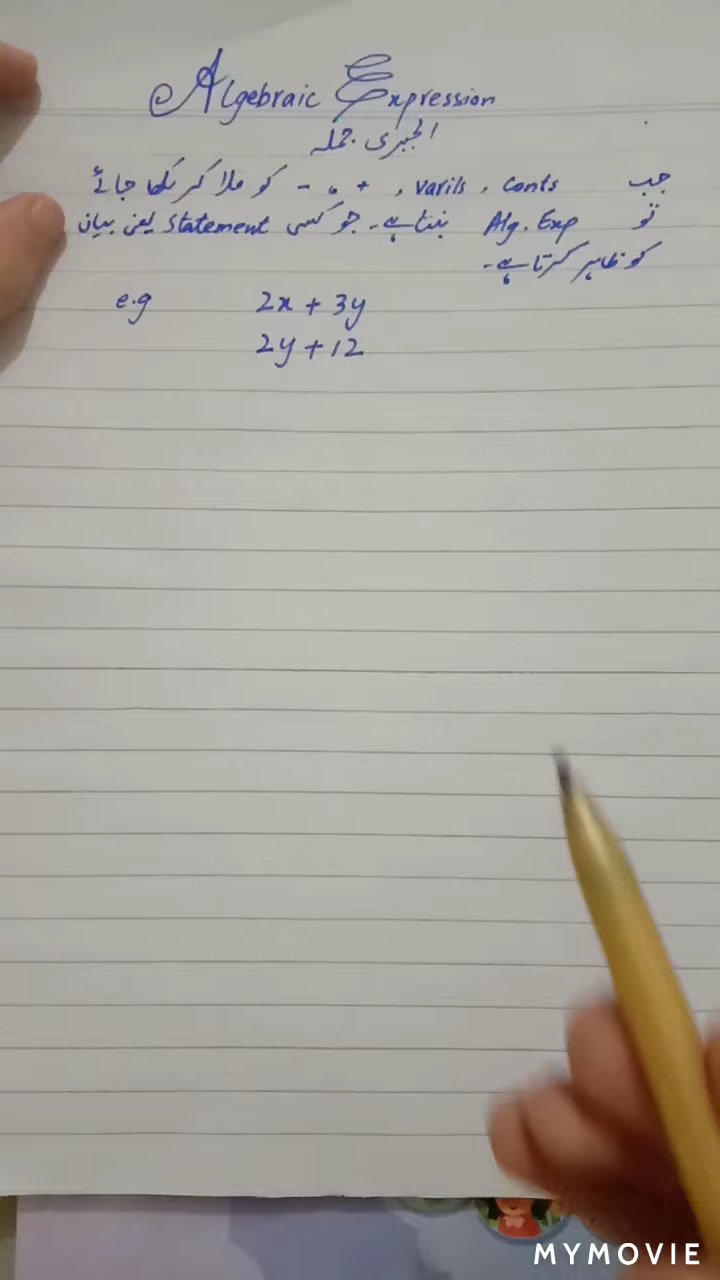 Algebraic Expression
الجبری جملہ
جب Conts ، Varils ، + ، - کو ملا کر لکھا جائے
تو Alg. Exp بنتا ہے۔ جو کسی Statement یعنی بیان
کو ظاہر کرتا ہے۔
e.g 2x + 3y
2y + 12
MYMOVIE